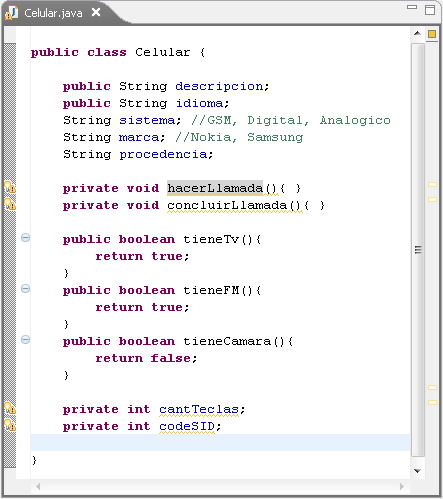 Celular.java
public class Celular {
public String descripcion;
public String idioma;
String sistema; //GSM, Digital, Analogico
String marca; //Nokia, Samsung
String procedencia;
private void hacerLlamada(){ }
private void concluirLlamada(){ }
public boolean tieneTv(){
return true;
}
public boolean tieneFM(){
return true;
}
public boolean tieneCamara(){
return false;
}
private int cantTeclas;
private int codeSID;
}